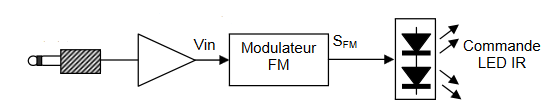 Vin
Modulateur
FM
SFM
Commande
LED IR